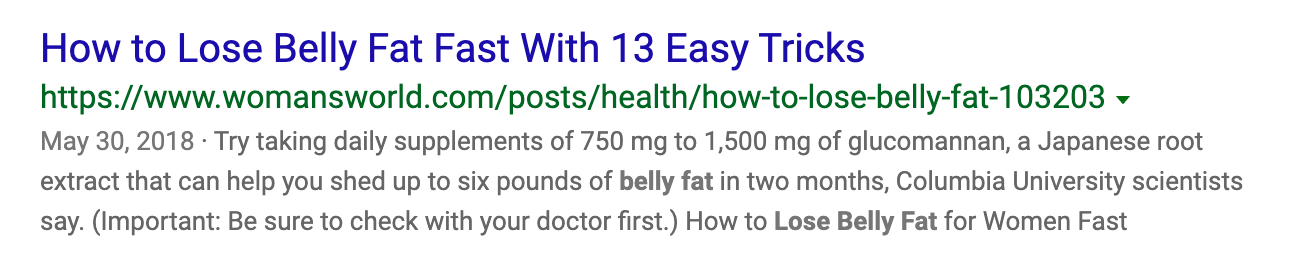 How to Lose Belly Fat Fast With 13 Easy Tricks
https://www.womansworld.com/posts/health/how-to-lose-belly-fat-103203
May 30, 2018 · Try taking daily supplements of 750 mg to 1,500 mg of glucomannan, a Japanese root
extract that can help you shed up to six pounds of belly fat in two months, Columbia University scientists
say. (Important: Be sure to check with your doctor first.) How to Lose Belly Fat for Women Fast